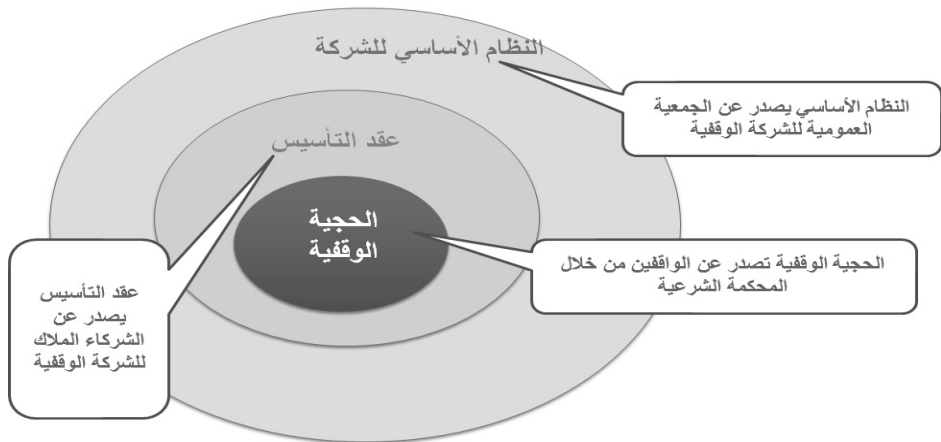 النظام الأساسي للشركة
النظام الأساسي يصدر عن الجمعية
العمومية للشركة الوقفية
عقد التأسيس
الحجية
الوقفية
الحجية الوقفية تصدر عن الواقفين من خلال
المحكمة الشرعية
عقد التأسيس
يصدر عن
الشركاء الملاك
للشركة الوقفية